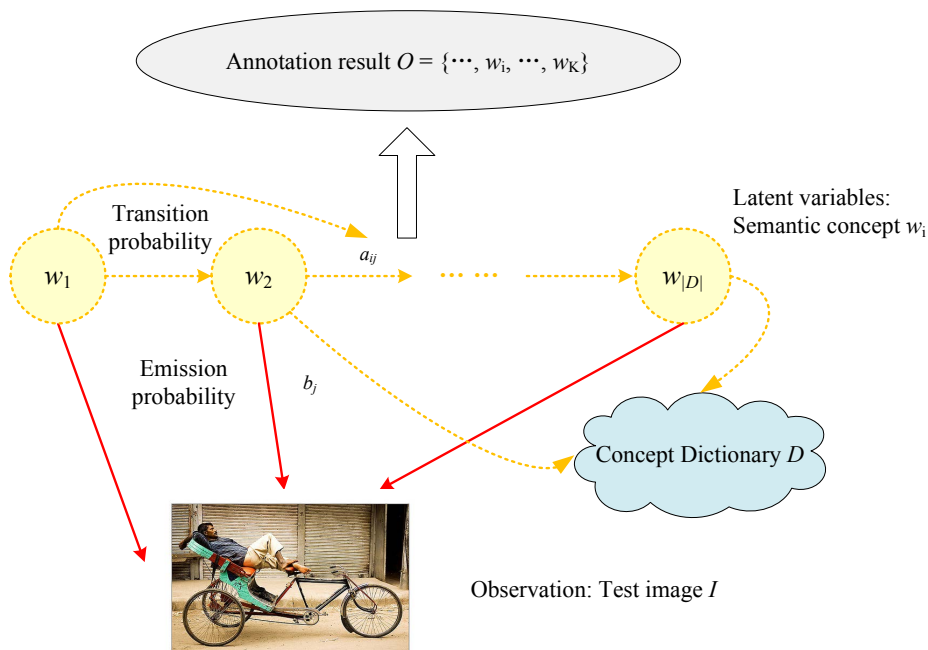 Annotation result O = {···, wi, ···, wK}
Latent variables:
Semantic concept wi
Transition
probability
aij
w1
w2
··· ···
w|D|
Emission
probability
bj
Concept Dictionary D
Observation: Test image I